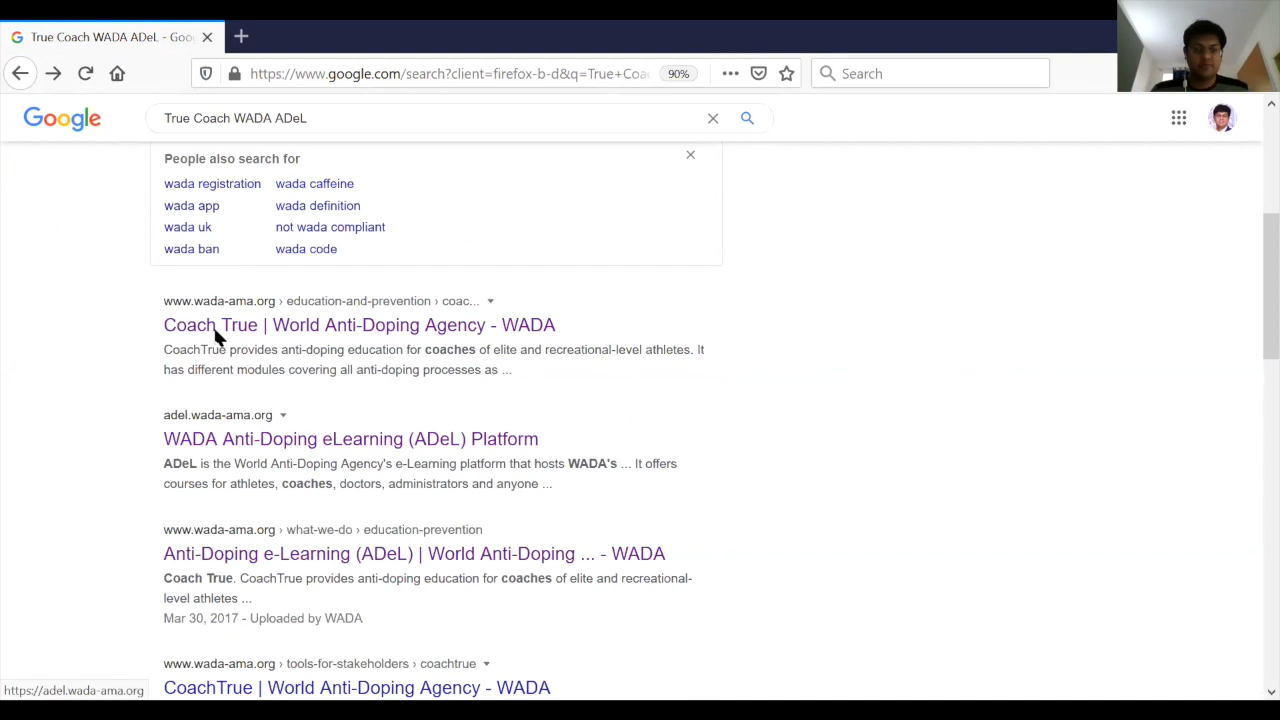 True Coach WADA ADeL - Goo
https://www.google.com/search?client=firefox-b-d&q=True+Coa
90%
Search
Google
True Coach WADA ADeL
People also search for
wada registration wada caffeine
wada app wada definition
wada uk not wada compliant
wada ban wada code
www.wada-ama.org › education-and-prevention › coac...
Coach True | World Anti-Doping Agency - WADA
CoachTrue provides anti-doping education for coaches of elite and recreational-level athletes. It
has different modules covering all anti-doping processes as ...
adel.wada-ama.org
WADA Anti-Doping eLearning (ADeL) Platform
ADeL is the World Anti-Doping Agency's e-Learning platform that hosts WADA's ... It offers
courses for athletes, coaches, doctors, administrators and anyone ...
www.wada-ama.org › what-we-do › education-prevention
Anti-Doping e-Learning (ADeL) | World Anti-Doping ... - WADA
Coach True. CoachTrue provides anti-doping education for coaches of elite and recreational-
level athletes ...
Mar 30, 2017 - Uploaded by WADA
www.wada-ama.org › tools-for-stakeholders › coachtrue
CoachTrue | World Anti-Doping Agency - WADA
https://adel.wada-ama.org